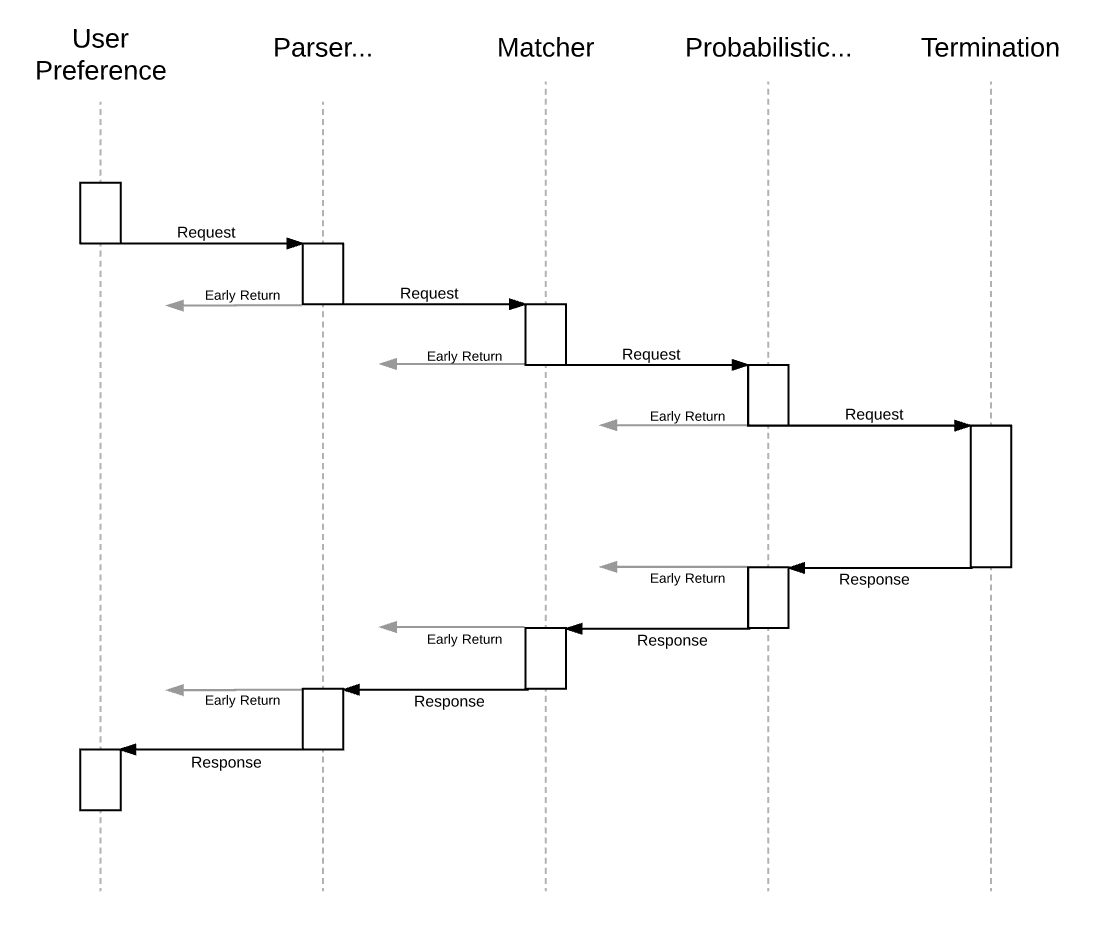 User
Preference
Parser...
Matcher
Probabilistic...
Termination
Request
Early Return
Request
Early Return
Request
Early Return
Request
Early Return
Response
Early Return
Response
Early Return
Response
Response